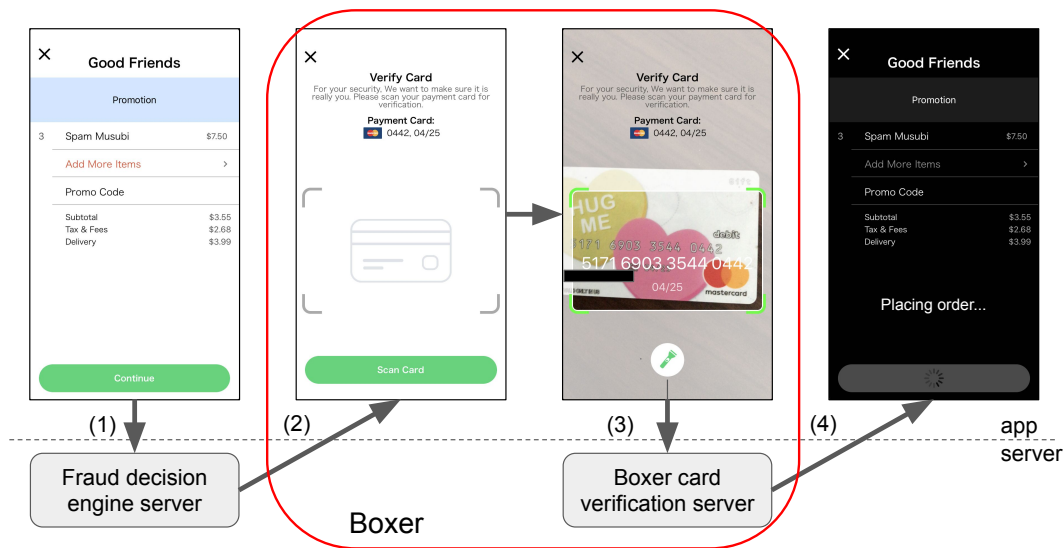 Good Friends
Promotion
3 Spam Musubi $7.50
Add More Items >
Promo Code
Subtotal $3.55
Tax & Fees $2.68
Delivery $3.99
Continue
(1)
Fraud decision
engine server
(2)
Verify Card
For your security, We want to make sure it is
really you. Please scan your payment card for
verification.
Payment Card:
0442, 04/25
Scan Card
Boxer
Verify Card
For your security, We want to make sure it is
really you. Please scan your payment card for
verification.
Payment Card:
0442, 04/25
HUG
ME
debit
5171 6903 3544 0442
5171 6903 3544 0442
04/25
mastercard
(3)
Boxer card
verification server
Good Friends
Promotion
3 Spam Musubi $7.50
Add More Items >
Promo Code
Subtotal $3.55
Tax & Fees $2.68
Delivery $3.99
Placing order...
(4)
app
server